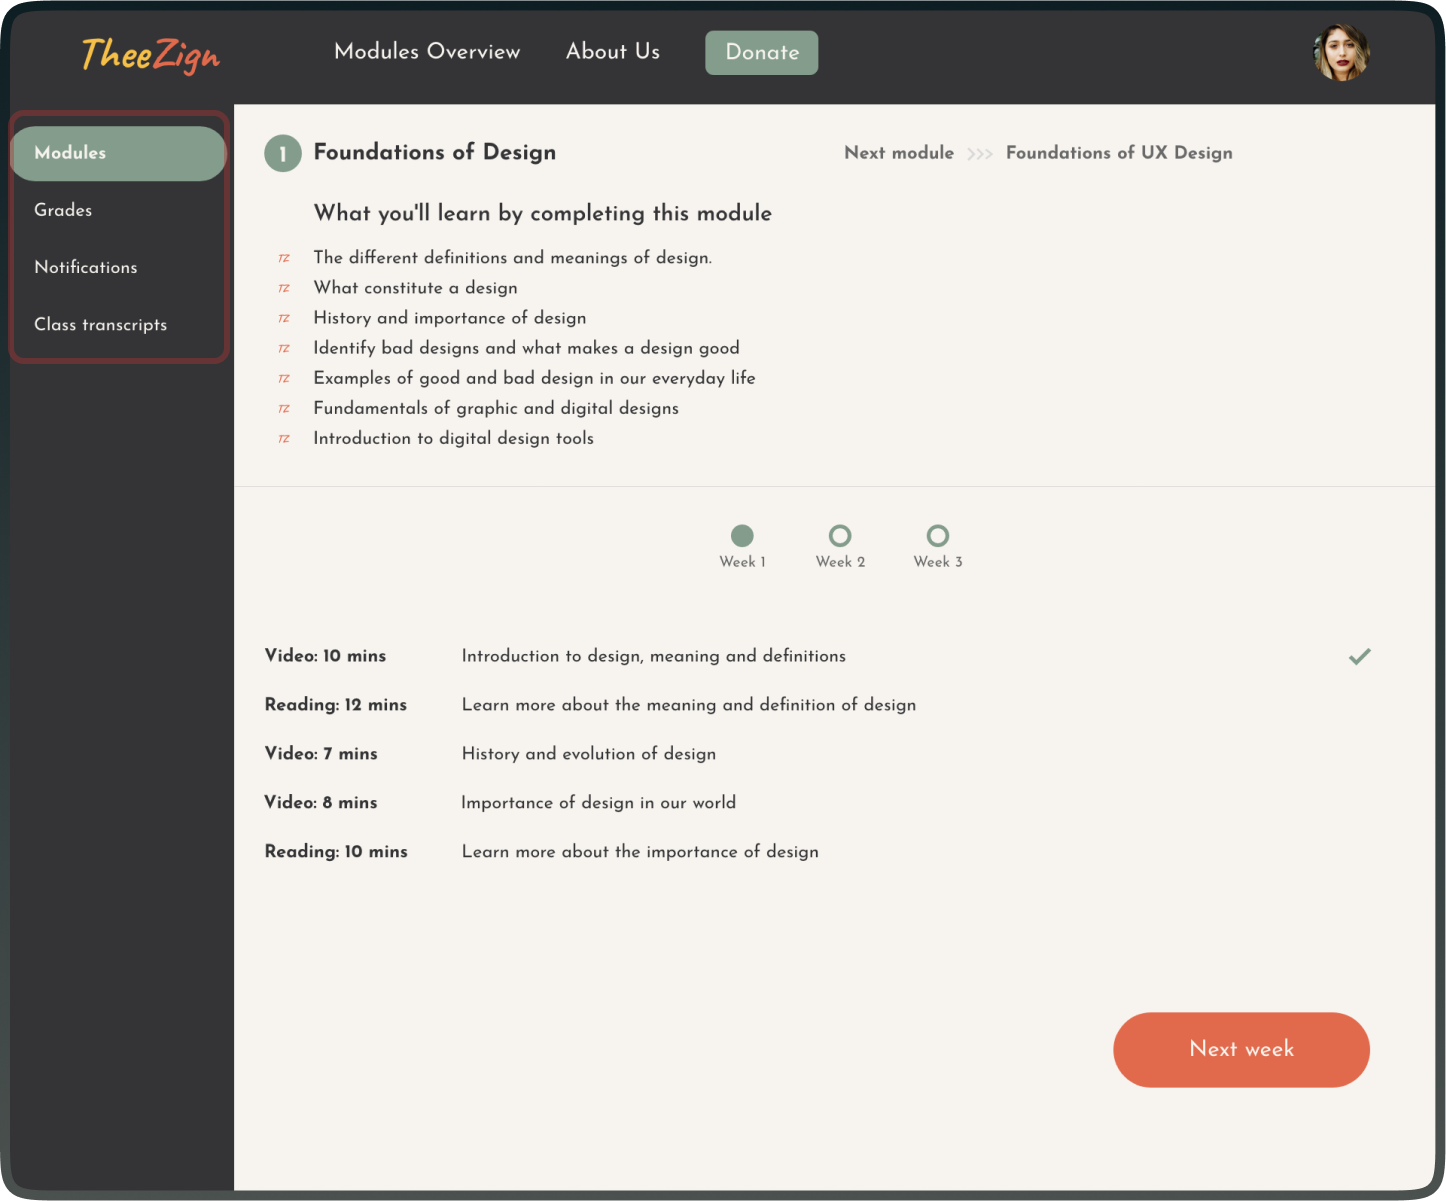 TheeZign
Modules Overview
About Us
Donate
Modules
Grades
Notifications
Class transcripts
1 Foundations of Design
Next module >>> Foundations of UX Design
What you'll learn by completing this module
TZ The different definitions and meanings of design.
TZ What constitute a design
TZ History and importance of design
TZ Identify bad designs and what makes a design good
TZ Examples of good and bad design in our everyday life
TZ Fundamentals of graphic and digital designs
TZ Introduction to digital design tools
Week 1
Week 2
Week 3
Video: 10 mins Introduction to design, meaning and definitions
Reading: 12 mins Learn more about the meaning and definition of design
Video: 7 mins History and evolution of design
Video: 8 mins Importance of design in our world
Reading: 10 mins Learn more about the importance of design
Next week